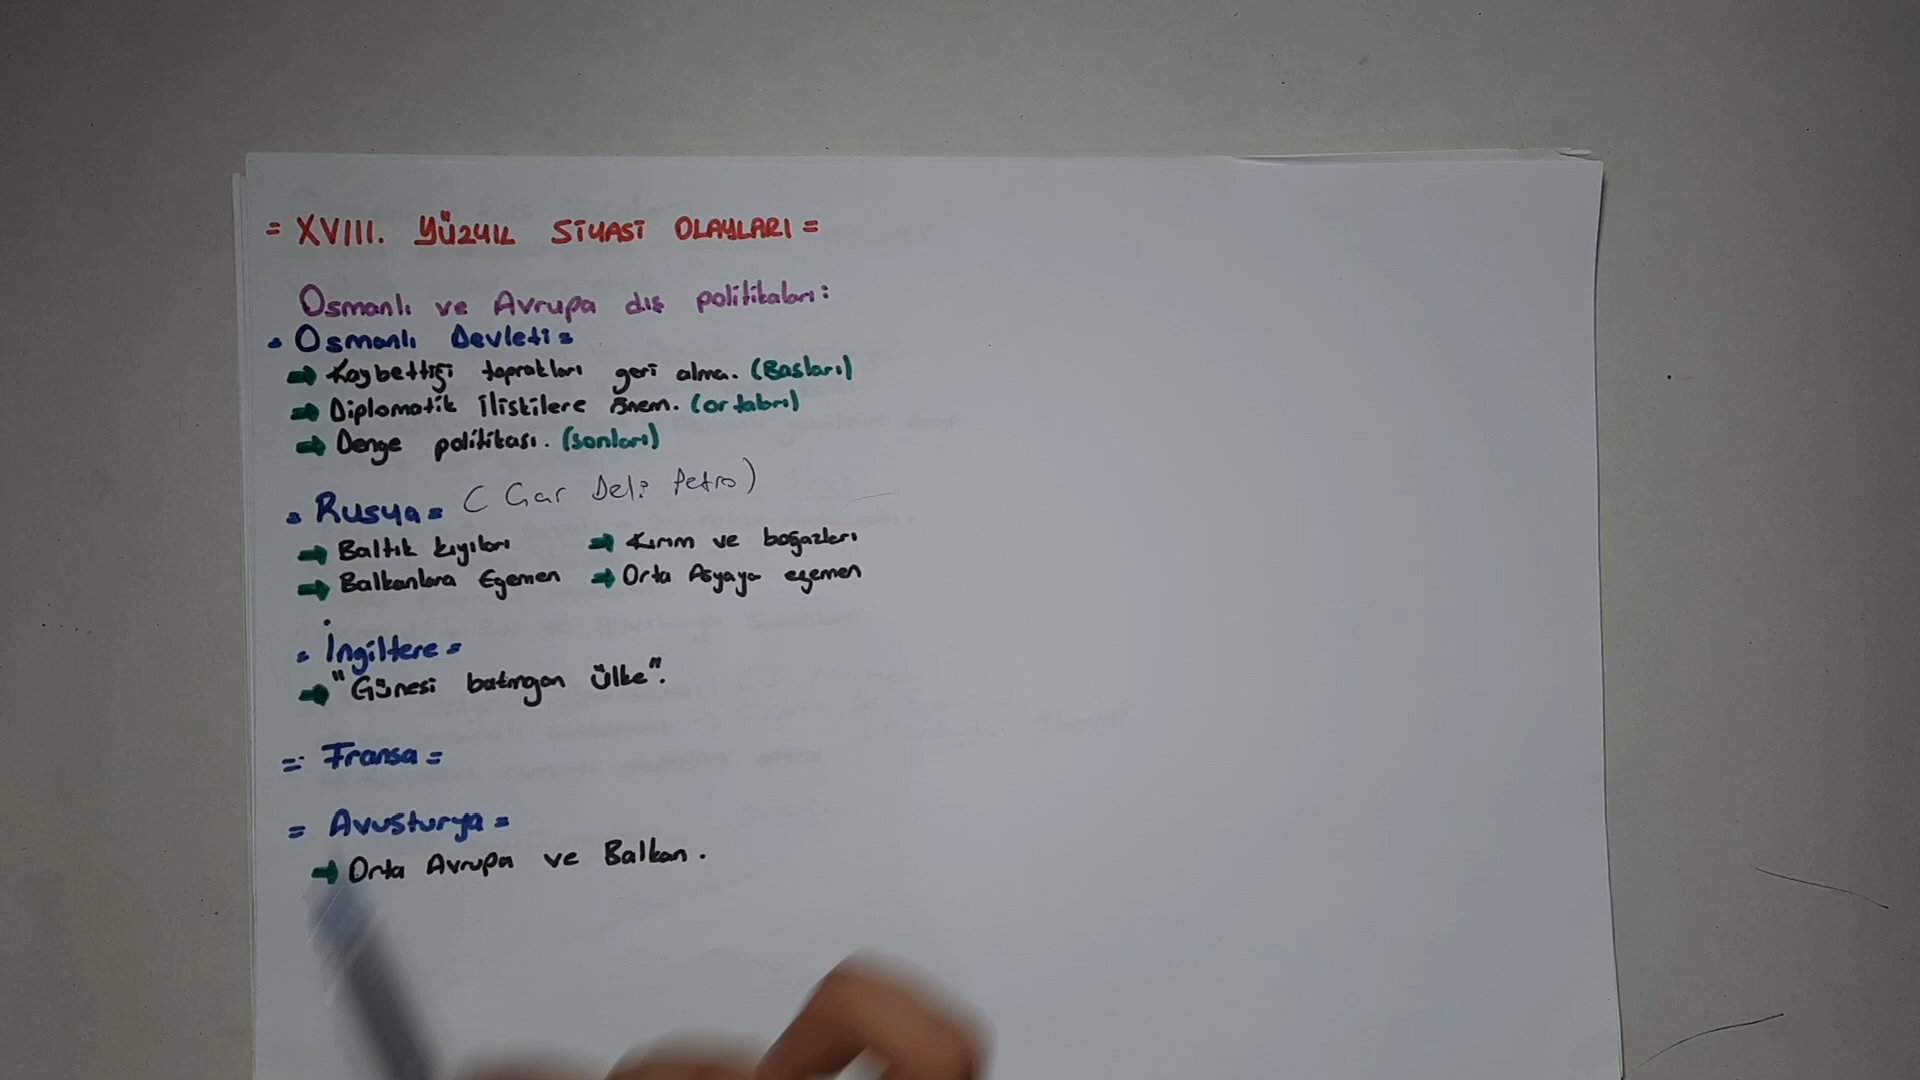 = XVIII. YÜZYIL SİYASİ OLAYLARI =
Osmanlı ve Avrupa dış politikaları:
= Osmanlı Devleti =
→ Kaybettiği toprakları geri alma. (Başları)
→ Diplomatik ilişkilere önem. (ortaları)
→ Denge politikası. (sonları)
= Rusya = ( Çar Deli Petro )
→ Baltık kıyıları → Kırım ve boğazları
→ Balkanlara Egemen → Orta Asyaya egemen
= İngiltere =
→ "Güneşi batmayan ülke".
= Fransa =
= Avusturya =
→ Orta Avrupa ve Balkan.